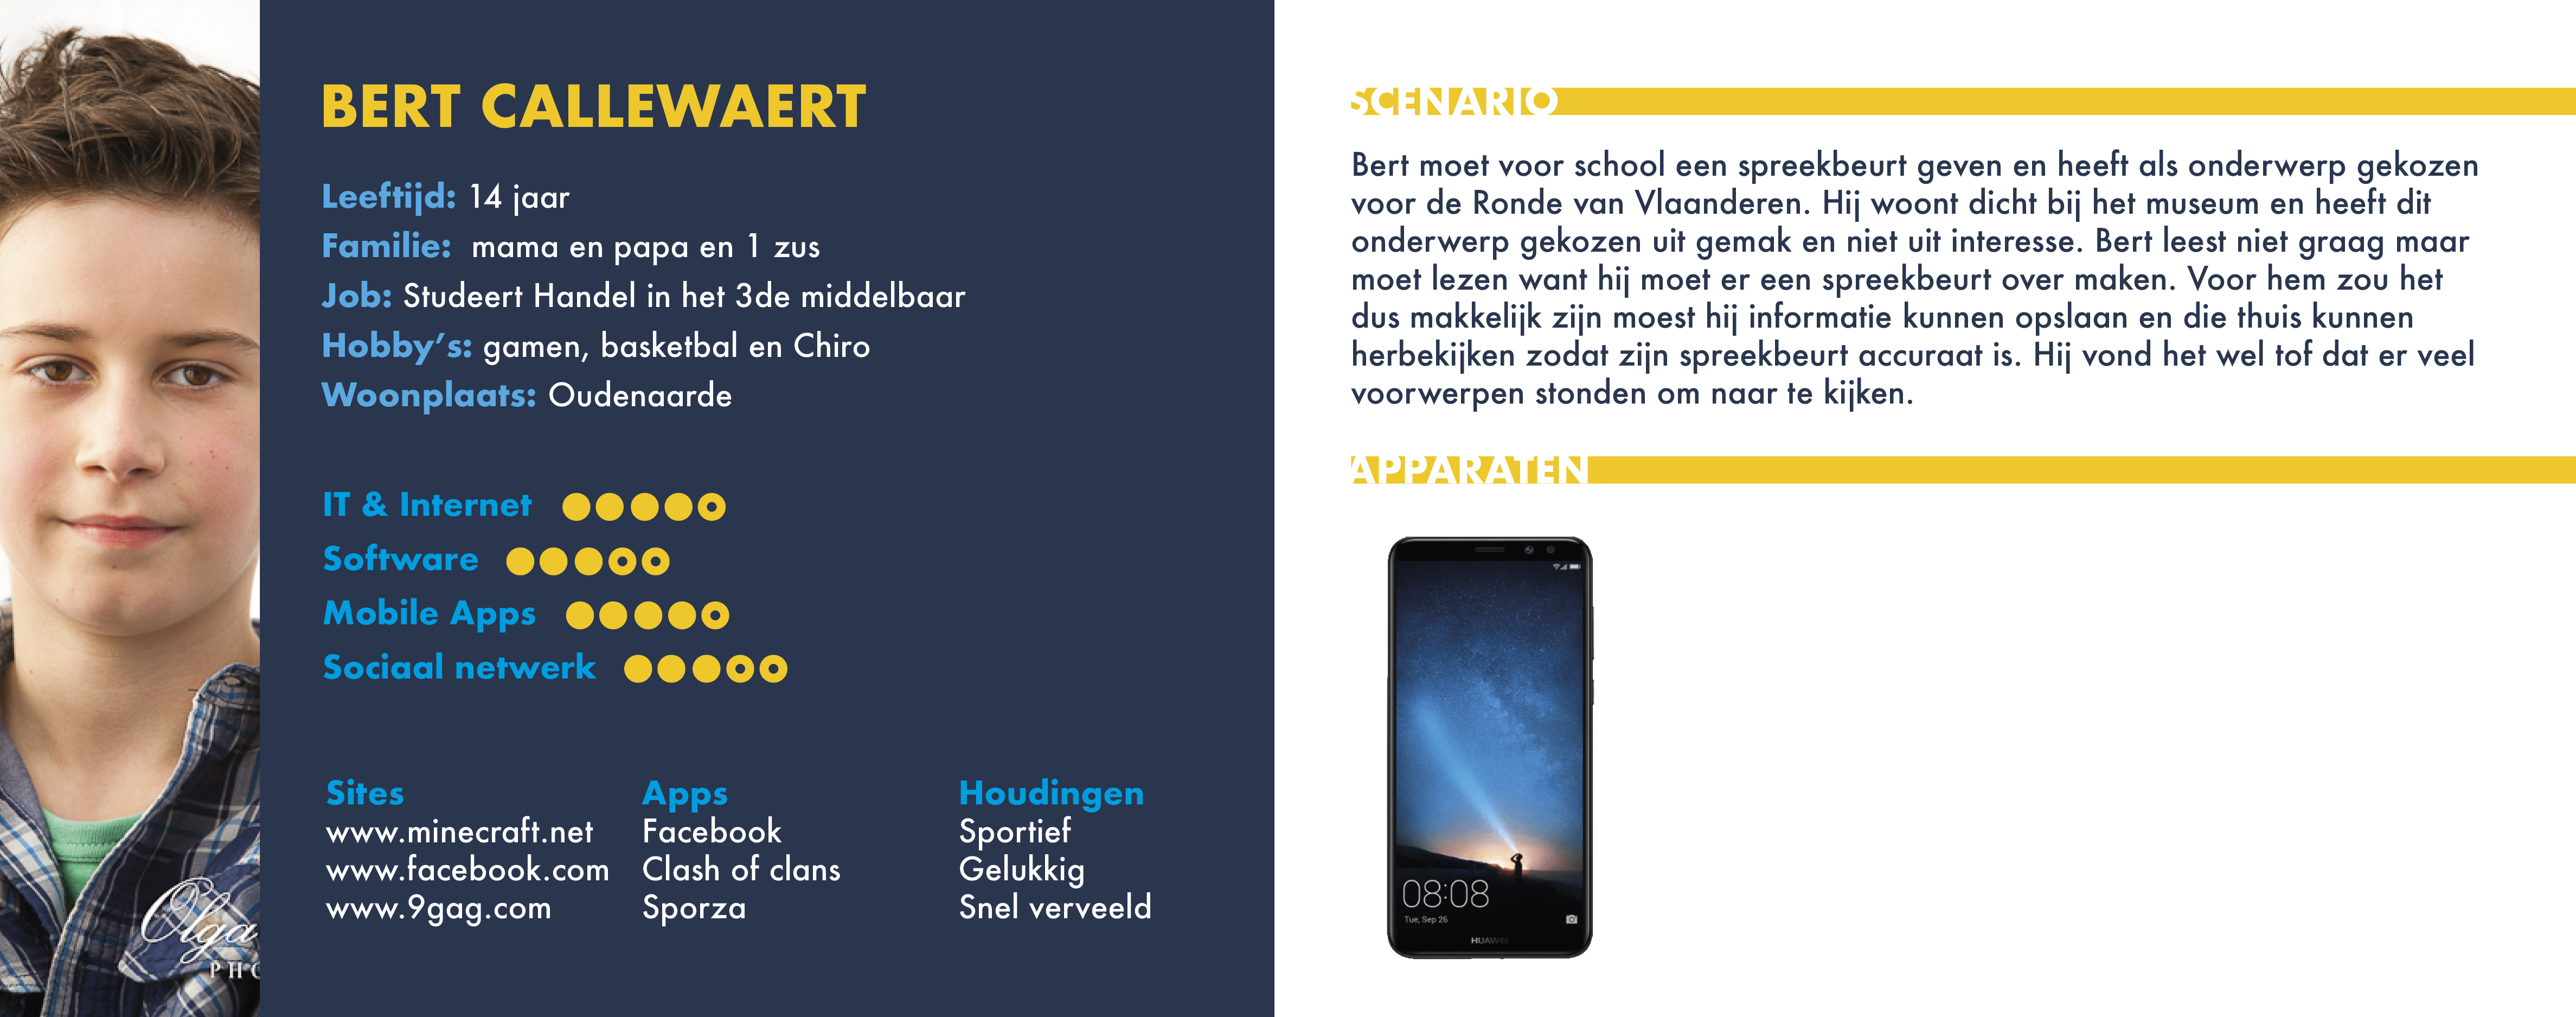 BERT CALLEWAERT
Leeftijd: 14 jaar
Familie: mama en papa en 1 zus
Job: Studeert Handel in het 3de middelbaar
Hobby's: gamen, basketbal en Chiro
Woonplaats: Oudenaarde
IT & Internet
Software
Mobile Apps
Sociaal netwerk
Sites
www.minecraft.net
www.facebook.com
www.9gag.com
Apps
Facebook
Clash of clans
Sporza
Houdingen
Sportief
Gelukkig
Snel verveeld
Olga
PHO
SCENARIO
Bert moet voor school een spreekbeurt geven en heeft als onderwerp gekozen
voor de Ronde van Vlaanderen. Hij woont dicht bij het museum en heeft dit
onderwerp gekozen uit gemak en niet uit interesse. Bert leest niet graag maar
moet lezen want hij moet er een spreekbeurt over maken. Voor hem zou het
dus makkelijk zijn moest hij informatie kunnen opslaan en die thuis kunnen
herbekijken zodat zijn spreekbeurt accuraat is. Hij vond het wel tof dat er veel
voorwerpen stonden om naar te kijken.
APPARATEN
08:08
Tue, Sep 26
HUAWEI